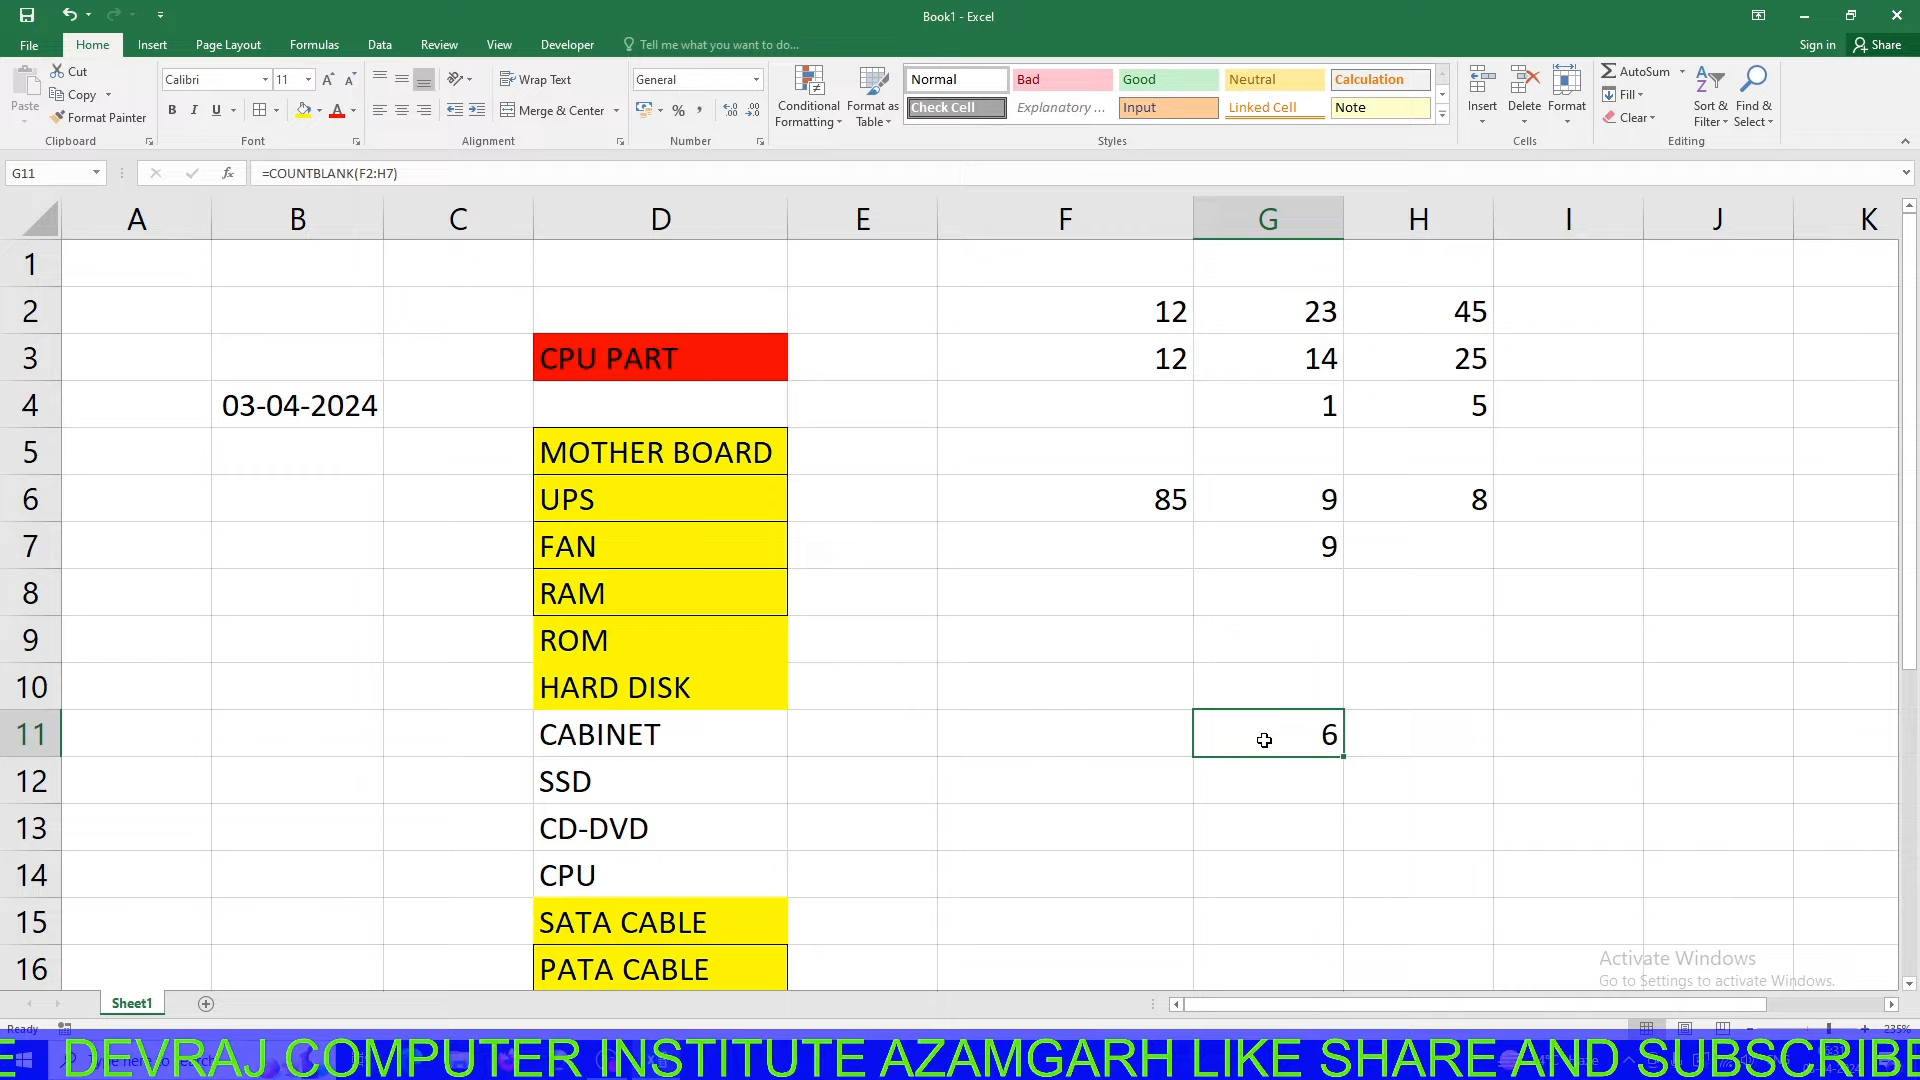 Book1 - Excel
File Home Insert Page Layout Formulas Data Review View Developer Tell me what you want to do... Sign in Share
Cut Calibri 11 Wrap Text General Normal Bad Good Neutral Calculation AutoSum
Paste Copy Format Painter B I U Merge & Center % Conditional Formatting Format as Table Check Cell Explanatory ... Input Linked Cell Note Insert Delete Format Fill Clear Sort & Filter Find & Select
Clipboard Font Alignment Number Styles Cells Editing
G11 fx =COUNTBLANK(F2:H7)
A B C D E F G H I J K
1
2 12 23 45
3 CPU PART 12 14 25
4 03-04-2024 1 5
5 MOTHER BOARD
6 UPS 85 9 8
7 FAN 9
8 RAM
9 ROM
10 HARD DISK
11 CABINET 6
12 SSD
13 CD-DVD
14 CPU
15 SATA CABLE
16 PATA CABLE
Activate Windows
Go to Settings to activate Windows.
Sheet1
Ready 235%
E DEVRAJ COMPUTER INSTITUTE AZAMGARH LIKE SHARE AND SUBSCRIBE